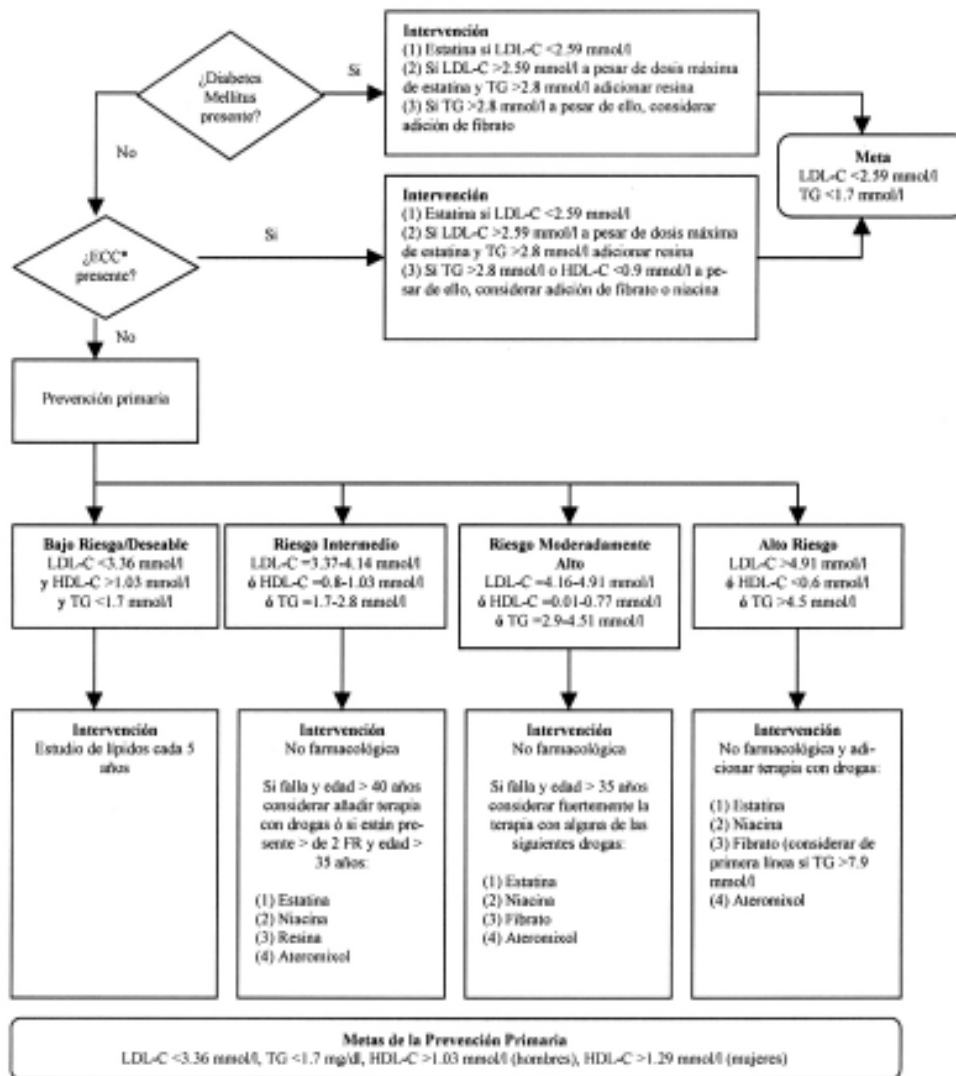 ¿Diabetes
Mellitus
presente?
Si
No
Intervención
(1) Estatina si LDL-C <2.59 mmol/l
(2) Si LDL-C >2.59 mmol/l a pesar de dosis máxima
de estatina y TG >2.8 mmol/l adicionar resina
(3) Si TG >2.8 mmol/l a pesar de ello, considerar
adición de fibrato
Meta
LDL-C <2.59 mmol/l
TG <1.7 mmol/l
¿ECC*
presente?
Si
No
Intervención
(1) Estatina si LDL-C <2.59 mmol/l
(2) Si LDL-C >2.59 mmol/l a pesar de dosis máxima
de estatina y TG >2.8 mmol/l adicionar resina
(3) Si TG >2.8 mmol/l o HDL-C <0.9 mmol/l a pe-
sar de ello, considerar adición de fibrato o niacina
Prevención primaria
Bajo Riesgo/Deseable
LDL-C <3.36 mmol/l
y HDL-C >1.03 mmol/l
y TG <1.7 mmol/l
Riesgo Intermedio
LDL-C =3.37-4.14 mmol/l
ó HDL-C =0.8-1.03 mmol/l
ó TG =1.7-2.8 mmol/l
Riesgo Moderadamente
Alto
LDL-C =4.16-4.91 mmol/l
ó HDL-C =0.01-0.77 mmol/l
ó TG =2.9-4.51 mmol/l
Alto Riesgo
LDL-C >4.91 mmol/l
ó HDL-C <0.6 mmol/l
ó TG >4.5 mmol/l
Intervención
Estudio de lípidos cada 5
años
Intervención
No farmacológica
Si falla y edad > 40 años
considerar añadir terapia
con drogas ó si están pre-
sente > de 2 FR y edad >
35 años:
(1) Estatina
(2) Niacina
(3) Resina
(4) Ateromixol
Intervención
No farmacológica
Si falla y edad > 35 años
considerar fuertemente la
terapia con alguna de las
siguientes drogas:
(1) Estatina
(2) Niacina
(3) Fibrato
(4) Ateromixol
Intervención
No farmacológica y adi-
cionar terapia con drogas:
(1) Estatina
(2) Niacina
(3) Fibrato (considerar de
primera línea si TG >7.9
mmol/l
(4) Ateromixol
Metas de la Prevención Primaria
LDL-C <3.36 mmol/l, TG <1.7 mg/dl, HDL-C >1.03 mmol/l (hombres), HDL-C >1.29 mmol/l (mujeres)